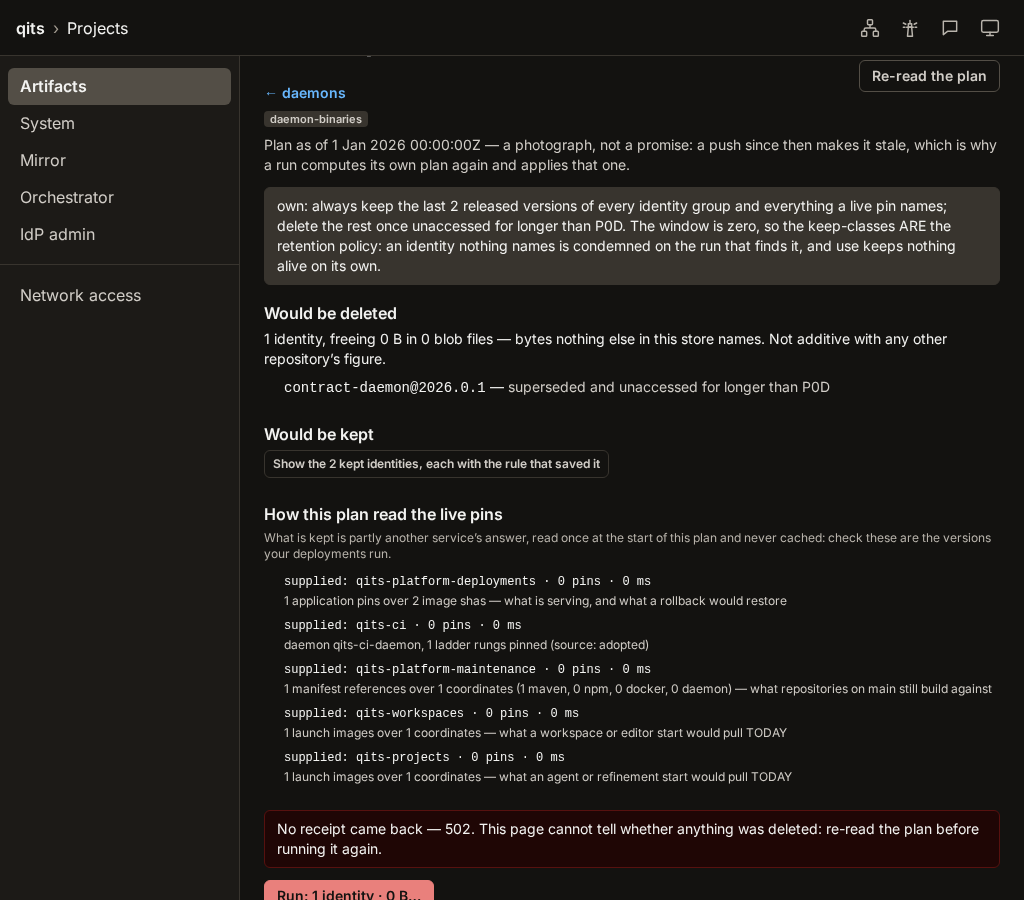 qits › Projects
Re-read the plan
Artifacts
System
Mirror
Orchestrator
IdP admin
Network access
← daemons
daemon-binaries
Plan as of 1 Jan 2026 00:00:00Z — a photograph, not a promise: a push since then makes it stale, which is why
a run computes its own plan again and applies that one.
own: always keep the last 2 released versions of every identity group and everything a live pin names;
delete the rest once unaccessed for longer than P0D. The window is zero, so the keep-classes ARE the
retention policy: an identity nothing names is condemned on the run that finds it, and use keeps nothing
alive on its own.
Would be deleted
1 identity, freeing 0 B in 0 blob files — bytes nothing else in this store names. Not additive with any other
repository’s figure.
contract-daemon@2026.0.1 — superseded and unaccessed for longer than P0D
Would be kept
Show the 2 kept identities, each with the rule that saved it
How this plan read the live pins
What is kept is partly another service’s answer, read once at the start of this plan and never cached: check these are the versions
your deployments run.
supplied: qits-platform-deployments · 0 pins · 0 ms
1 application pins over 2 image shas — what is serving, and what a rollback would restore
supplied: qits-ci · 0 pins · 0 ms
daemon qits-ci-daemon, 1 ladder rungs pinned (source: adopted)
supplied: qits-platform-maintenance · 0 pins · 0 ms
1 manifest references over 1 coordinates (1 maven, 0 npm, 0 docker, 0 daemon) — what repositories on main still build against
supplied: qits-workspaces · 0 pins · 0 ms
1 launch images over 1 coordinates — what a workspace or editor start would pull TODAY
supplied: qits-projects · 0 pins · 0 ms
1 launch images over 1 coordinates — what an agent or refinement start would pull TODAY
No receipt came back — 502. This page cannot tell whether anything was deleted: re-read the plan before
running it again.
Run: 1 identity · 0 B…